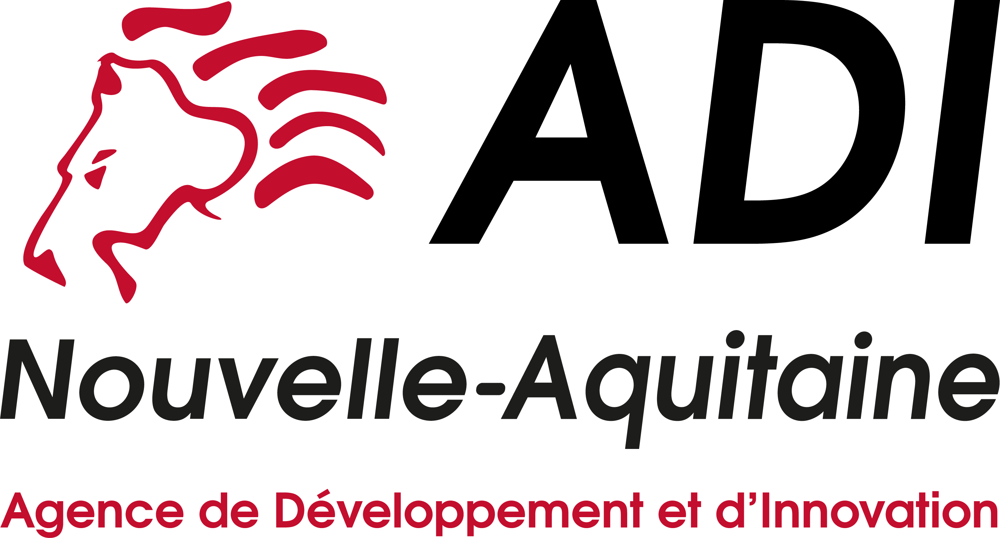 ADI
Nouvelle-Aquitaine
Agence de Développement et d’Innovation